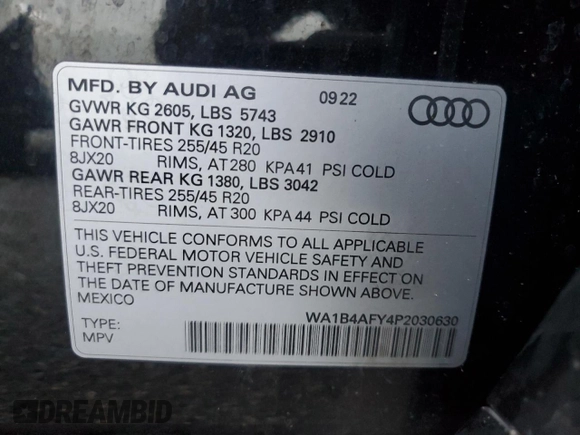 MFD. BY AUDI AG 09.22
GVWR KG 2605, LBS 5743
GAWR FRONT KG 1320, LBS 2910
FRONT-TIRES 255/45 R20
8JX20 RIMS, AT 280 KPA 41 PSI COLD
GAWR REAR KG 1380, LBS 3042
REAR-TIRES 255/45 R20
8JX20 RIMS, AT 300 KPA 44 PSI COLD
THIS VEHICLE CONFORMS TO ALL APPLICABLE
U.S. FEDERAL MOTOR VEHICLE SAFETY AND
THEFT PREVENTION STANDARDS IN EFFECT ON
THE DATE OF MANUFACTURE SHOWN ABOVE.
MEXICO
WA1B4AFY4P2030630
TYPE:
MPV
DREAMBID